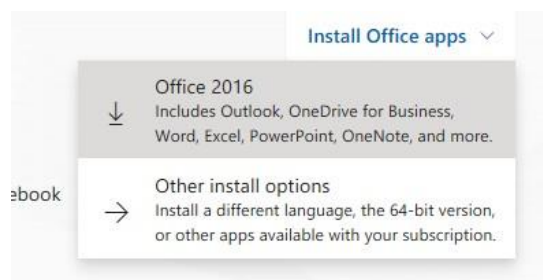 Install Office apps
Office 2016
Includes Outlook, OneDrive for Business,
Word, Excel, PowerPoint, OneNote, and more.
ebook
Other install options
Install a different language, the 64-bit version,
or other apps available with your subscription.